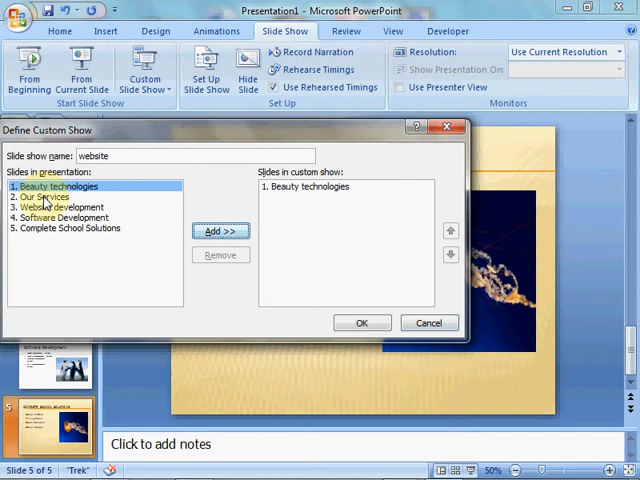 Presentation1 - Microsoft PowerPoint
Home Insert Design Animations Slide Show Review View Developer
From Beginning
From Current Slide
Custom Slide Show
Start Slide Show
Set Up Slide Show
Hide Slide
Record Narration
Rehearse Timings
Use Rehearsed Timings
Set Up
Resolution: Use Current Resolution
Show Presentation On:
Use Presenter View
Monitors
Define Custom Show
Slide show name: website
Slides in presentation:
1. Beauty technologies
2. Our Services
3. Website development
4. Software Development
5. Complete School Solutions
Add >>
Remove
Slides in custom show:
1. Beauty technologies
OK
Cancel
5
Click to add notes
Slide 5 of 5 "Trek" 50%